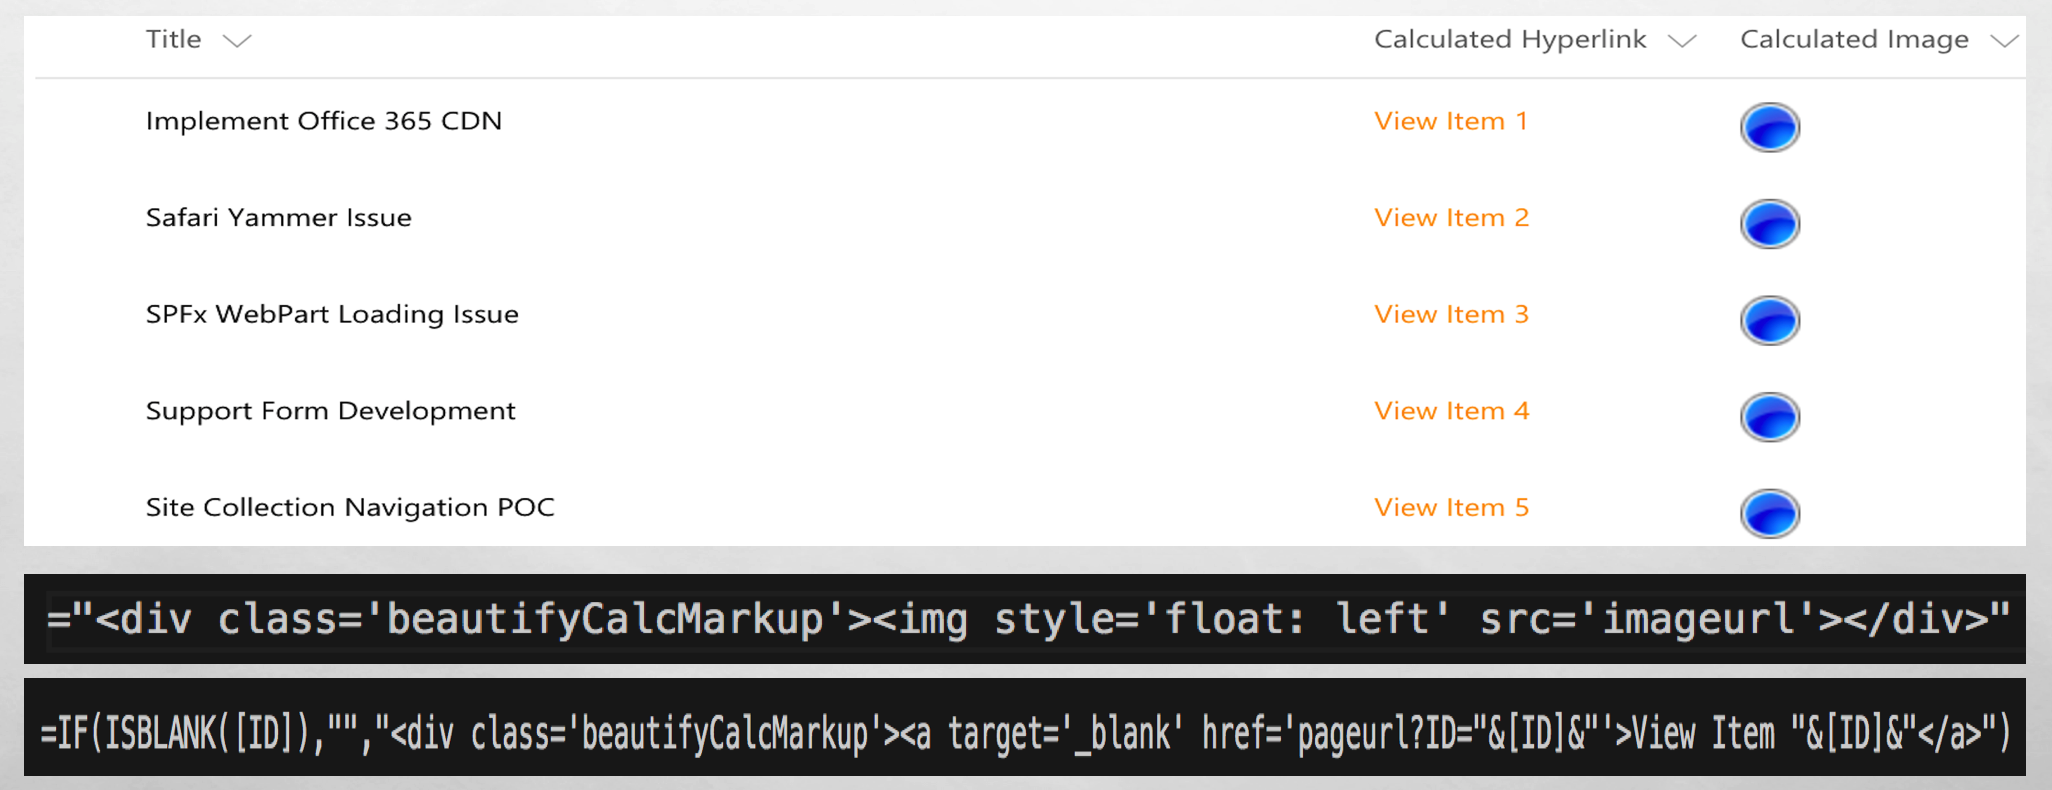 Title Calculated Hyperlink Calculated Image
Implement Office 365 CDN View Item 1
Safari Yammer Issue View Item 2
SPFx WebPart Loading Issue View Item 3
Support Form Development View Item 4
Site Collection Navigation POC View Item 5
="<div class='beautifyCalcMarkup'><img style='float: left' src='imageurl'></div>"
=IF(ISBLANK([ID]),"","<div class='beautifyCalcMarkup'><a target='_blank' href='pageurl?ID="&[ID]&"'>View Item "&[ID]&"</a>")